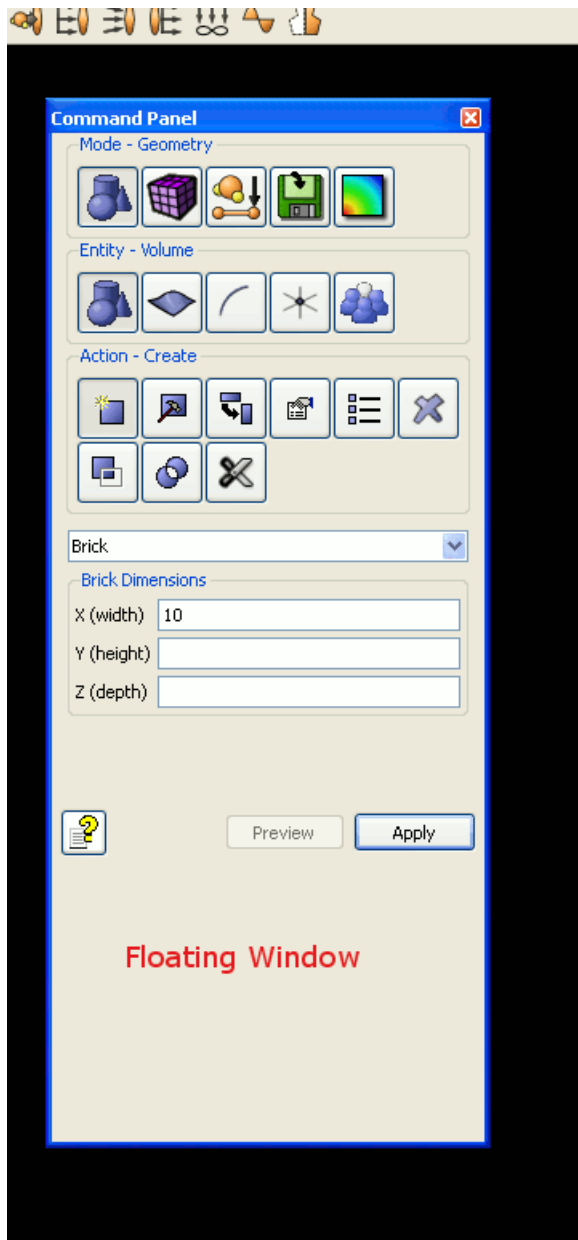 Command Panel
Mode - Geometry
Entity - Volume
Action - Create
Brick
Brick Dimensions
X (width) 10
Y (height)
Z (depth)
Preview Apply
Floating Window